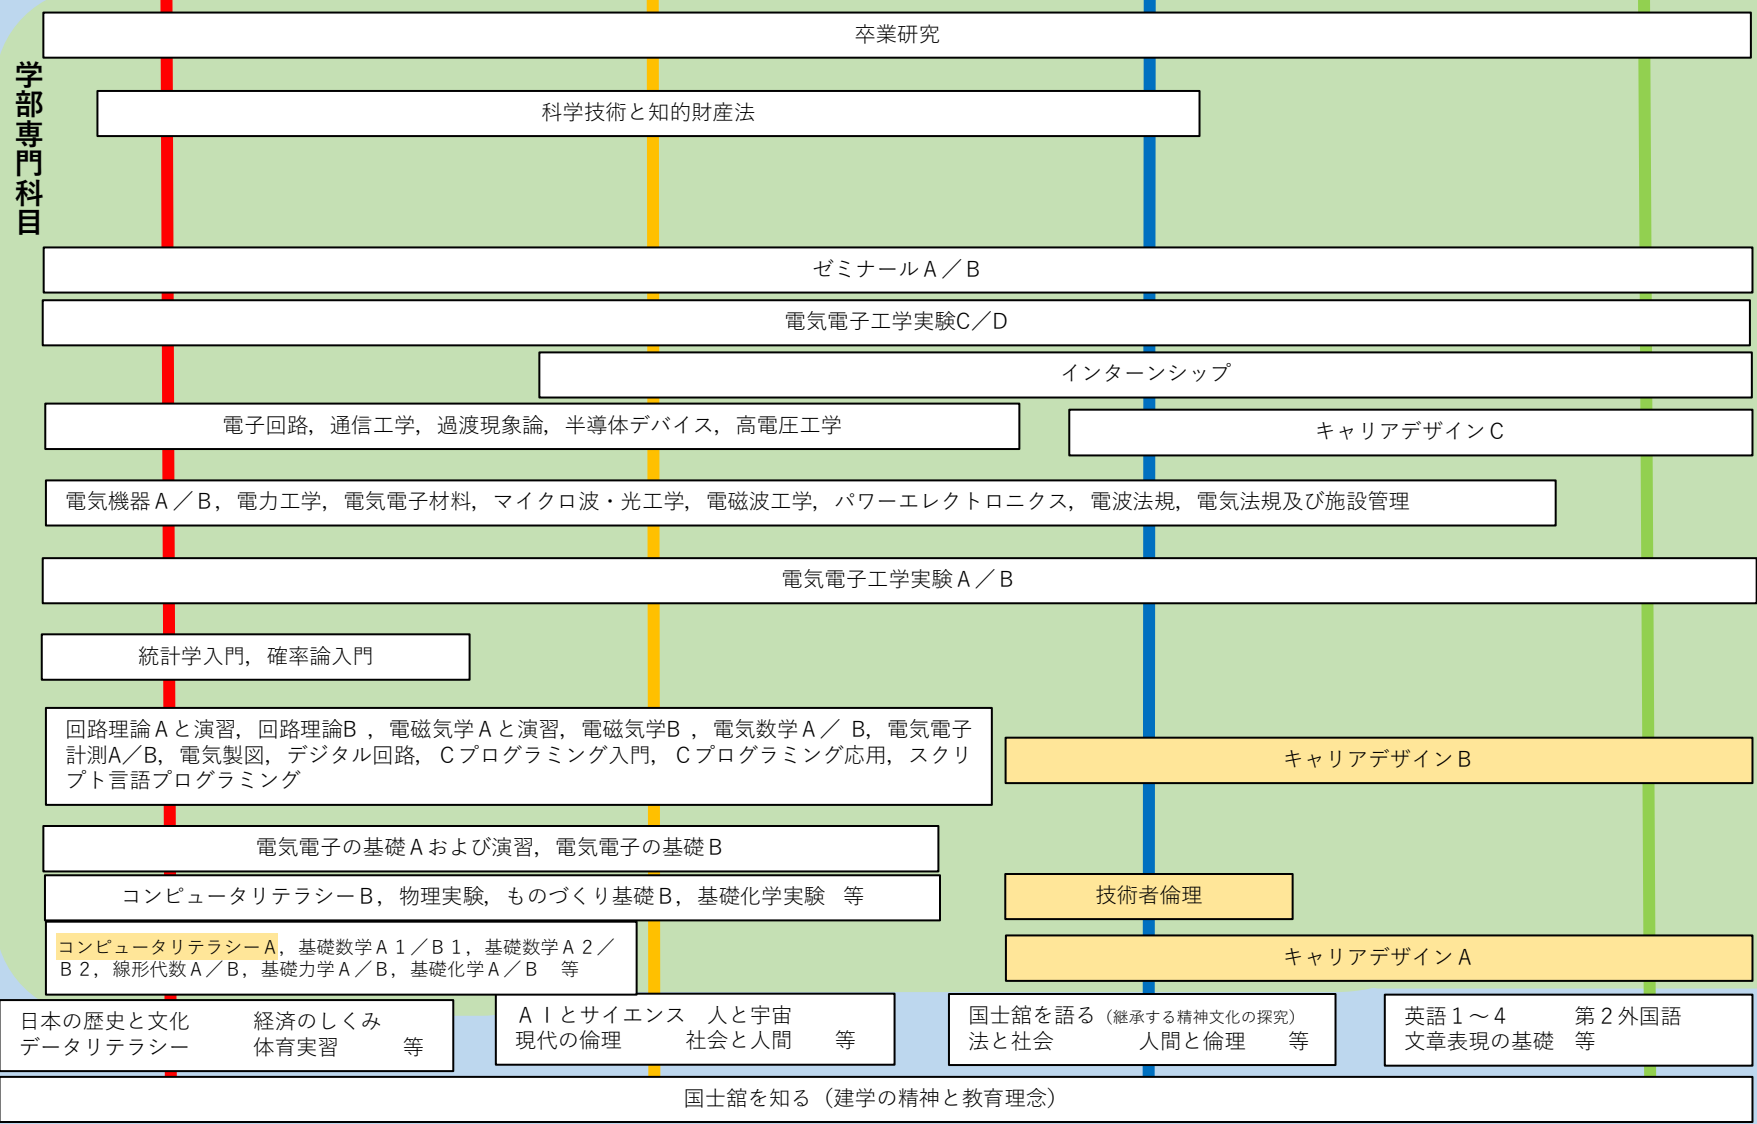 卒業研究
学部専門科目
科学技術と知的財産法
ゼミナールA／B
電気電子工学実験C／D
インターンシップ
電子回路，通信工学，過渡現象論，半導体デバイス，高電圧工学
キャリアデザインC
電気機器A／B，電力工学，電気電子材料，マイクロ波・光工学，電磁波工学，パワーエレクトロニクス，電波法規，電気法規及び施設管理
電気電子工学実験A／B
統計学入門，確率論入門
回路理論Aと演習，回路理論B ，電磁気学Aと演習，電磁気学B ，電気数学A／ B，電気電子
計測A／B，電気製図，デジタル回路，Cプログラミング入門，Cプログラミング応用，スクリ
プト言語プログラミング
キャリアデザインB
電気電子の基礎Aおよび演習，電気電子の基礎B
コンピュータリテラシーB，物理実験，ものづくり基礎B，基礎化学実験 等
技術者倫理
コンピュータリテラシーA，基礎数学A1／B1，基礎数学A2／
B2，線形代数A／B，基礎力学A／B，基礎化学A／B 等
キャリアデザインA
日本の歴史と文化 経済のしくみ
データリテラシー 体育実習 等
AIとサイエンス 人と宇宙
現代の倫理 社会と人間 等
国士舘を語る（継承する精神文化の探究）
法と社会 人間と倫理 等
英語1～4 第2外国語
文章表現の基礎 等
国士舘を知る（建学の精神と教育理念）